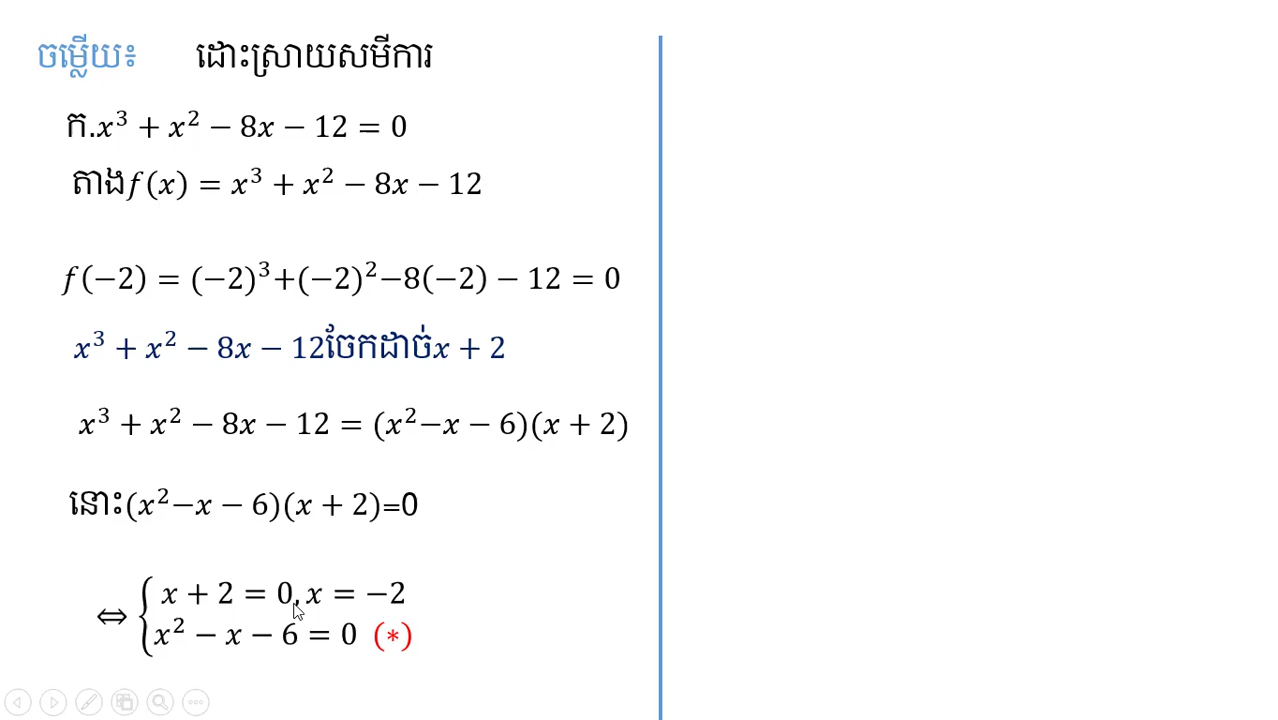 ចម្លើយ៖ ដោះស្រាយសមីការ
ក.x³ + x² − 8x − 12 = 0
តាងf(x) = x³ + x² − 8x − 12
f(−2) = (−2)³+(−2)²−8(−2) − 12 = 0
x³ + x² − 8x − 12ចែកដាច់x + 2
x³ + x² − 8x − 12 = (x²−x − 6)(x + 2)
នោះ(x²−x − 6)(x + 2)=0
⇔ { x + 2 = 0, x = −2
x² − x − 6 = 0 (∗)